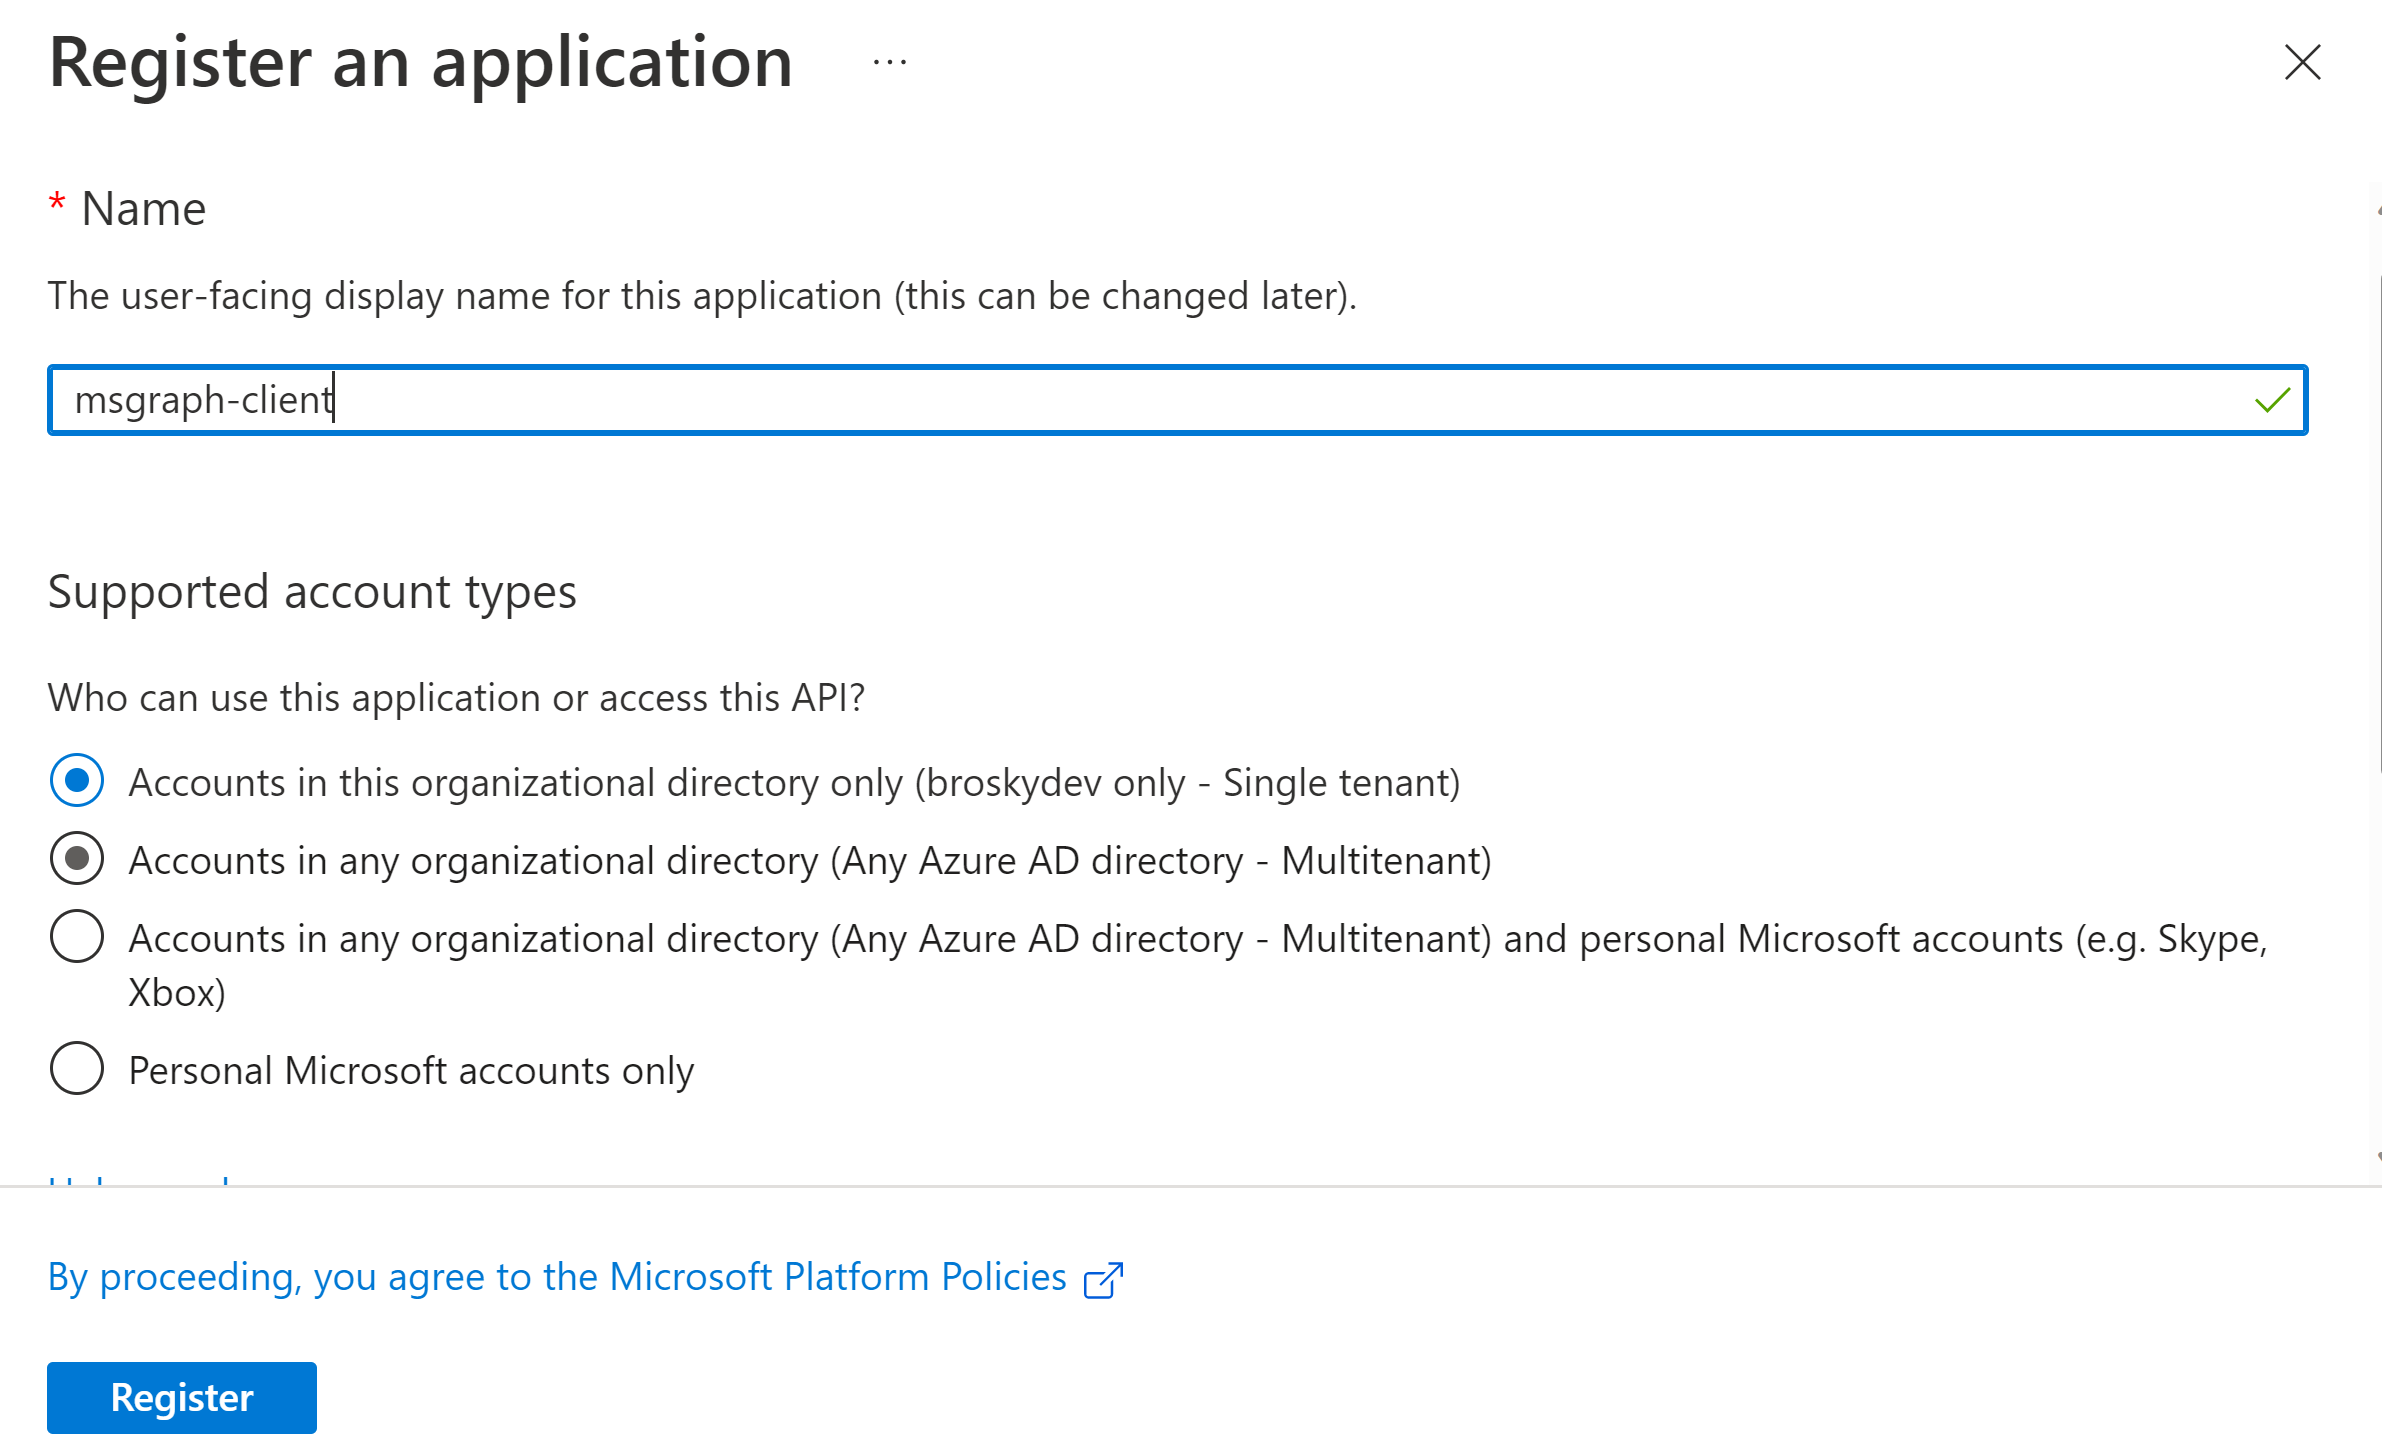 Register an application ...
* Name
The user-facing display name for this application (this can be changed later).
msgraph-client
Supported account types
Who can use this application or access this API?
Accounts in this organizational directory only (broskydev only - Single tenant)
Accounts in any organizational directory (Any Azure AD directory - Multitenant)
Accounts in any organizational directory (Any Azure AD directory - Multitenant) and personal Microsoft accounts (e.g. Skype,
Xbox)
Personal Microsoft accounts only
By proceeding, you agree to the Microsoft Platform Policies
Register